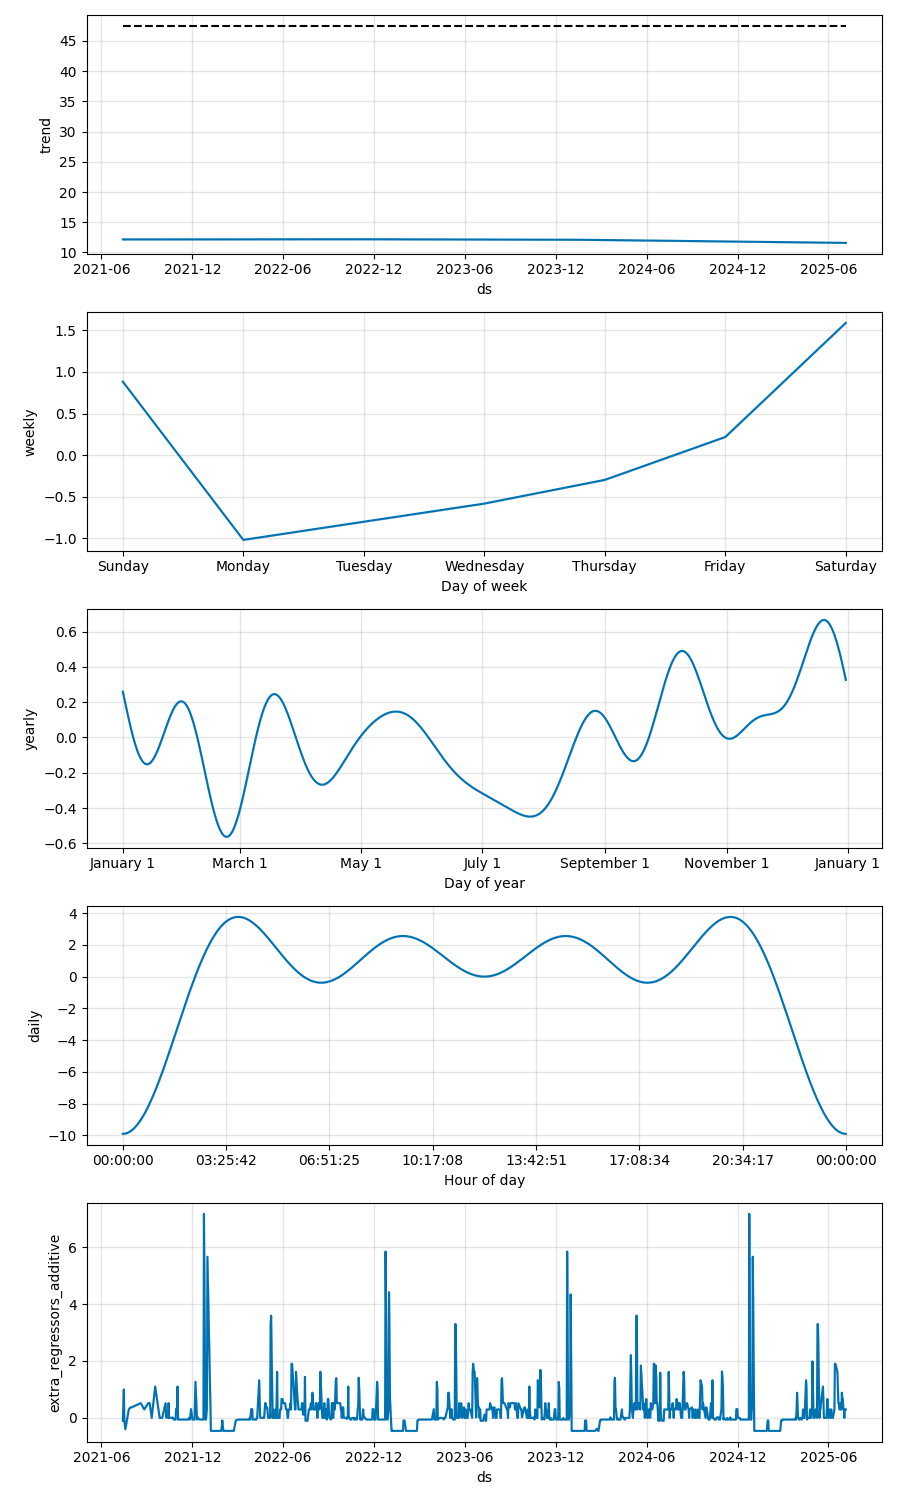 45
40
35
30
25
20
15
10
trend
2021-06 2021-12 2022-06 2022-12 2023-06 2023-12 2024-06 2024-12 2025-06
ds
1.5
1.0
0.5
0.0
−0.5
−1.0
weekly
Sunday Monday Tuesday Wednesday Thursday Friday Saturday
Day of week
0.6
0.4
0.2
0.0
−0.2
−0.4
−0.6
yearly
January 1 March 1 May 1 July 1 September 1 November 1 January 1
Day of year
4
2
0
−2
−4
−6
−8
−10
daily
00:00:00 03:25:42 06:51:25 10:17:08 13:42:51 17:08:34 20:34:17 00:00:00
Hour of day
6
4
2
0
extra_regressors_additive
2021-06 2021-12 2022-06 2022-12 2023-06 2023-12 2024-06 2024-12 2025-06
ds